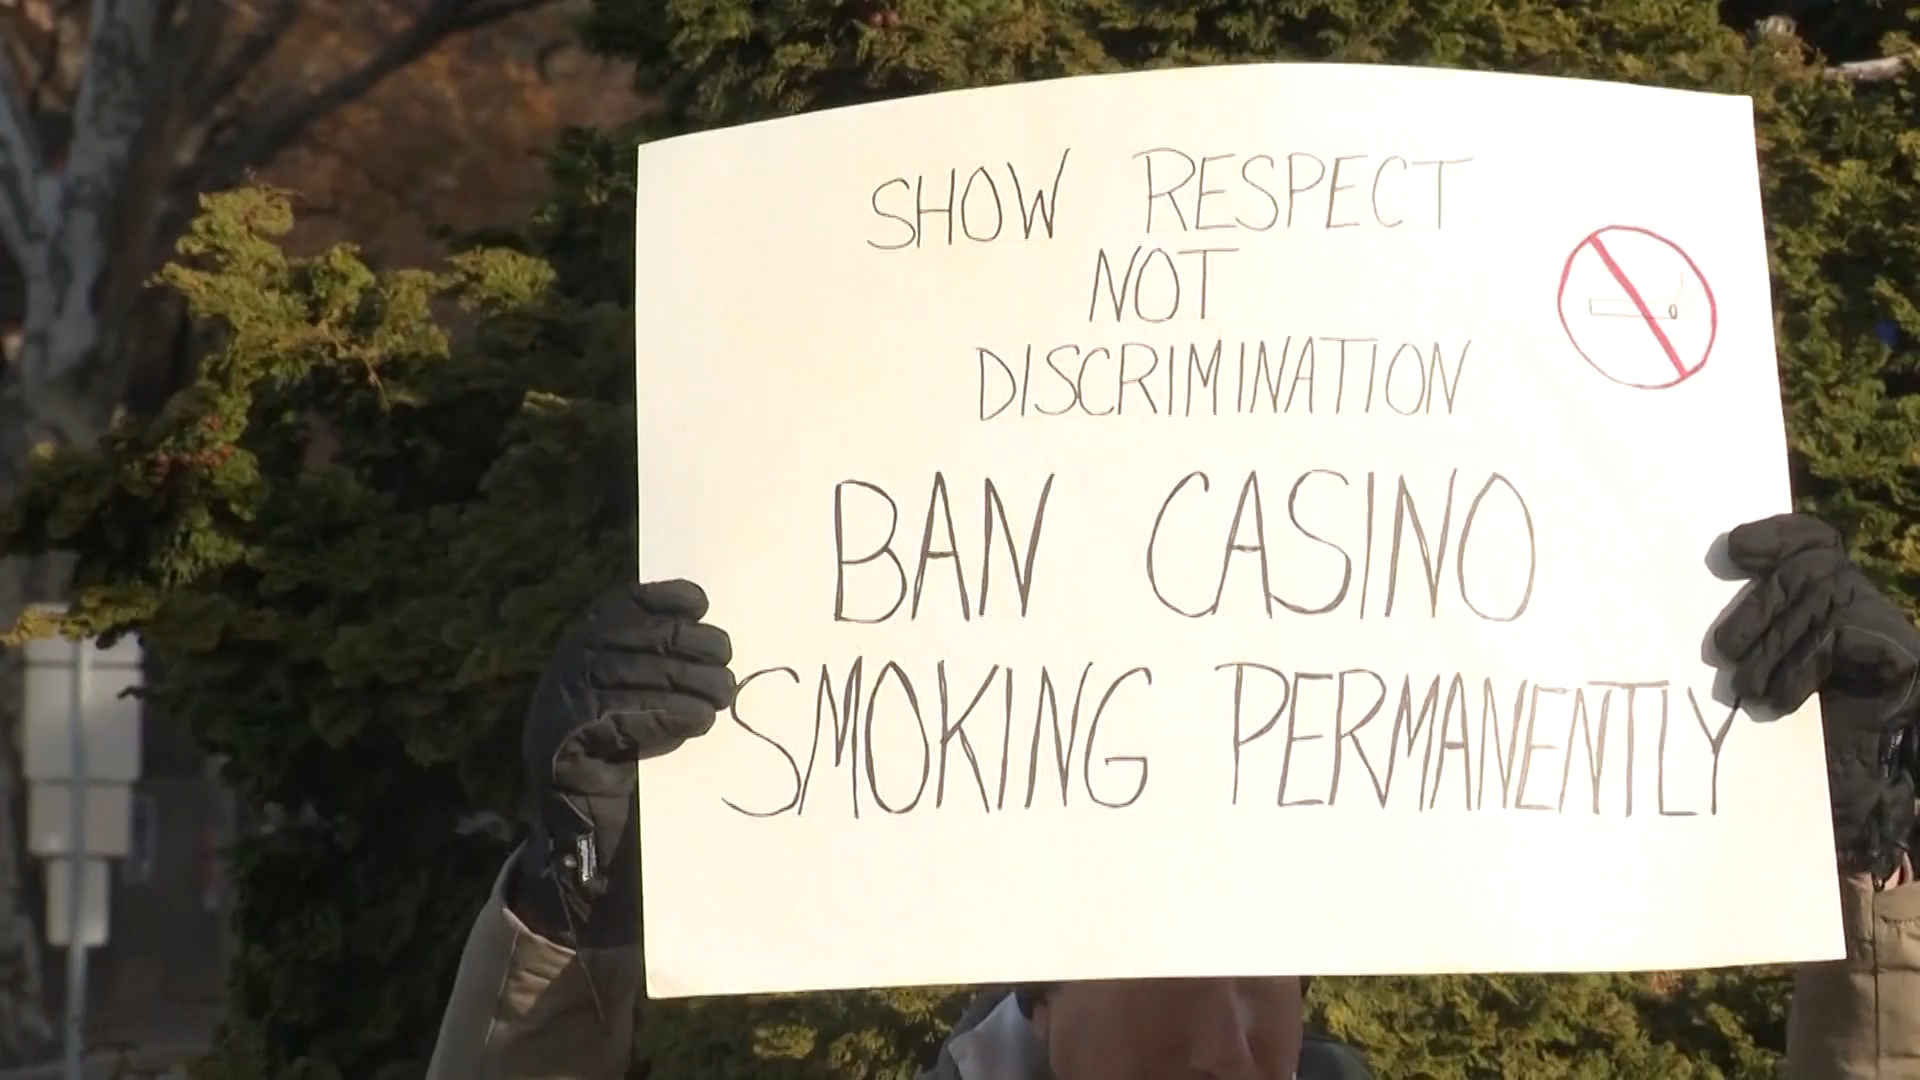 SHOW RESPECT
NOT
DISCRIMINATION
BAN CASINO
SMOKING PERMANENTLY